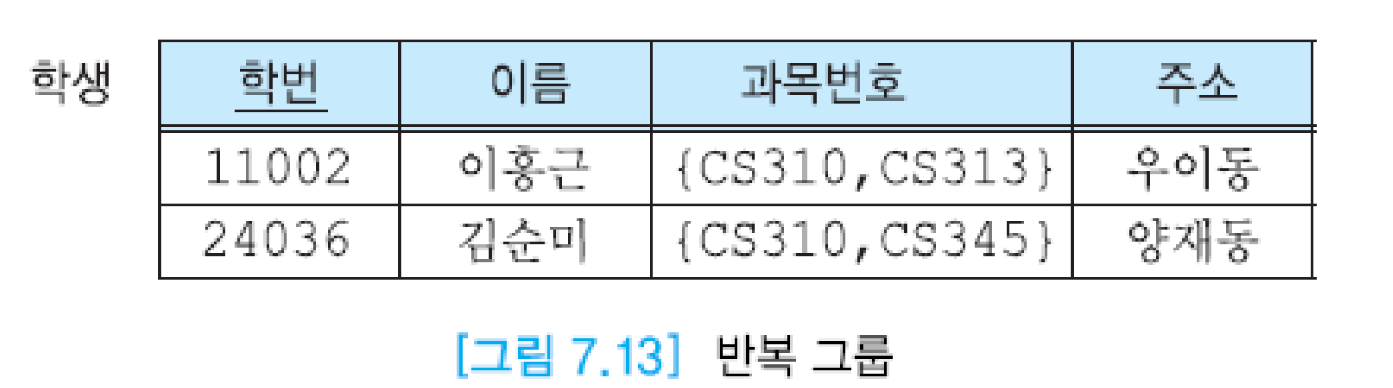 학생 학번 이름 과목번호 주소
11002 이홍근 {CS310,CS313} 우이동
24036 김순미 {CS310,CS345} 양재동
[그림 7.13] 반복 그룹